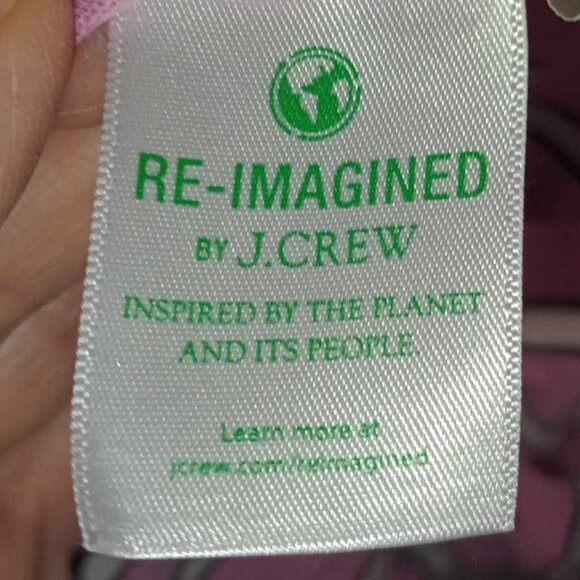 RE-IMAGINED
BY J.CREW
INSPIRED BY THE PLANET
AND ITS PEOPLE.
Learn more at
jcrew.com/reimagined